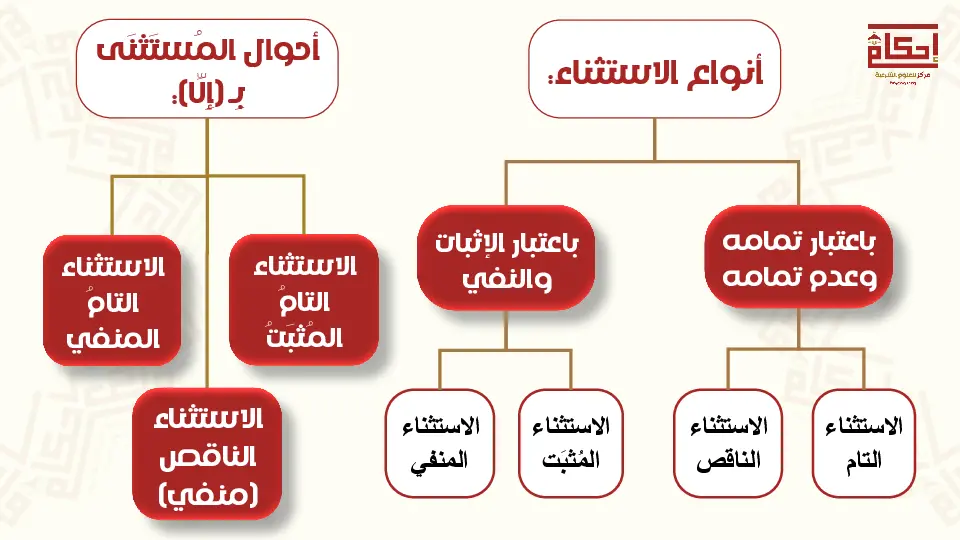 إحكام
مركز للعلوم الشرعية
أنواع الاستثناء:
باعتبار تمامه
وعدم تمامه
الاستثناء
التام
الاستثناء
الناقص
باعتبار الإثبات
والنفي
الاستثناء
المُثبَت
الاستثناء
المنفي
أحوال المُستَثنَى
بِـ (إلّا):
الاستثناء
التامُ
المُثبَتُ
الاستثناء
التامُ
المنفي
الاستثناء
الناقص
(منفي)